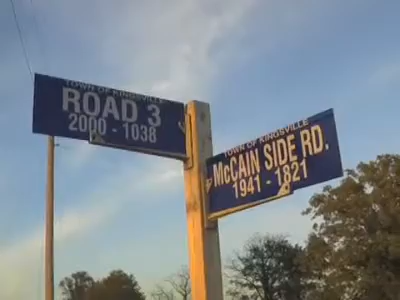 TOWN OF KINGSVILLE
ROAD 3
2000 - 1038
TOWN OF KINGSVILLE
McCAIN SIDE RD.
1941 - 1821